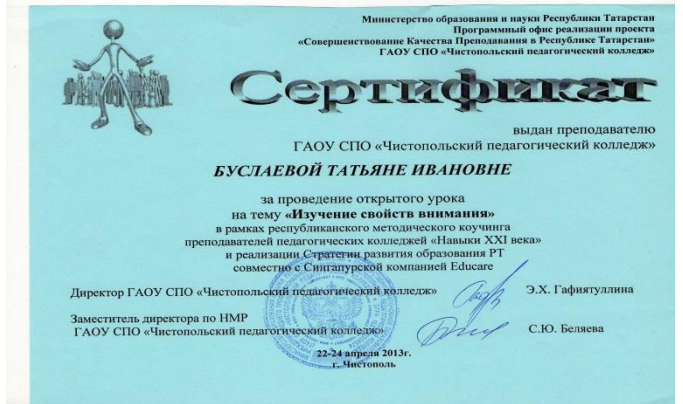 Министерство образования и науки Республики Татарстан
Программный офис реализации проекта
«Совершенствование Качества Преподавания в Республике Татарстан»
ГАОУ СПО «Чистопольский педагогический колледж»
Сертификат
выдан преподавателю
ГАОУ СПО «Чистопольский педагогический колледж»
БУСЛАЕВОЙ ТАТЬЯНЕ ИВАНОВНЕ
за проведение открытого урока
на тему «Изучение свойств внимания»
в рамках республиканского методического коучинга
преподавателей педагогических колледжей «Навыки XXI века»
и реализации Стратегии развития образования РТ
совместно с Сингапурской компанией Educare
Директор ГАОУ СПО «Чистопольский педагогический колледж» Э.Х. Гафиятуллина
Заместитель директора по НМР
ГАОУ СПО «Чистопольский педагогический колледж» С.Ю. Беляева
22-24 апреля 2013г.
г. Чистополь